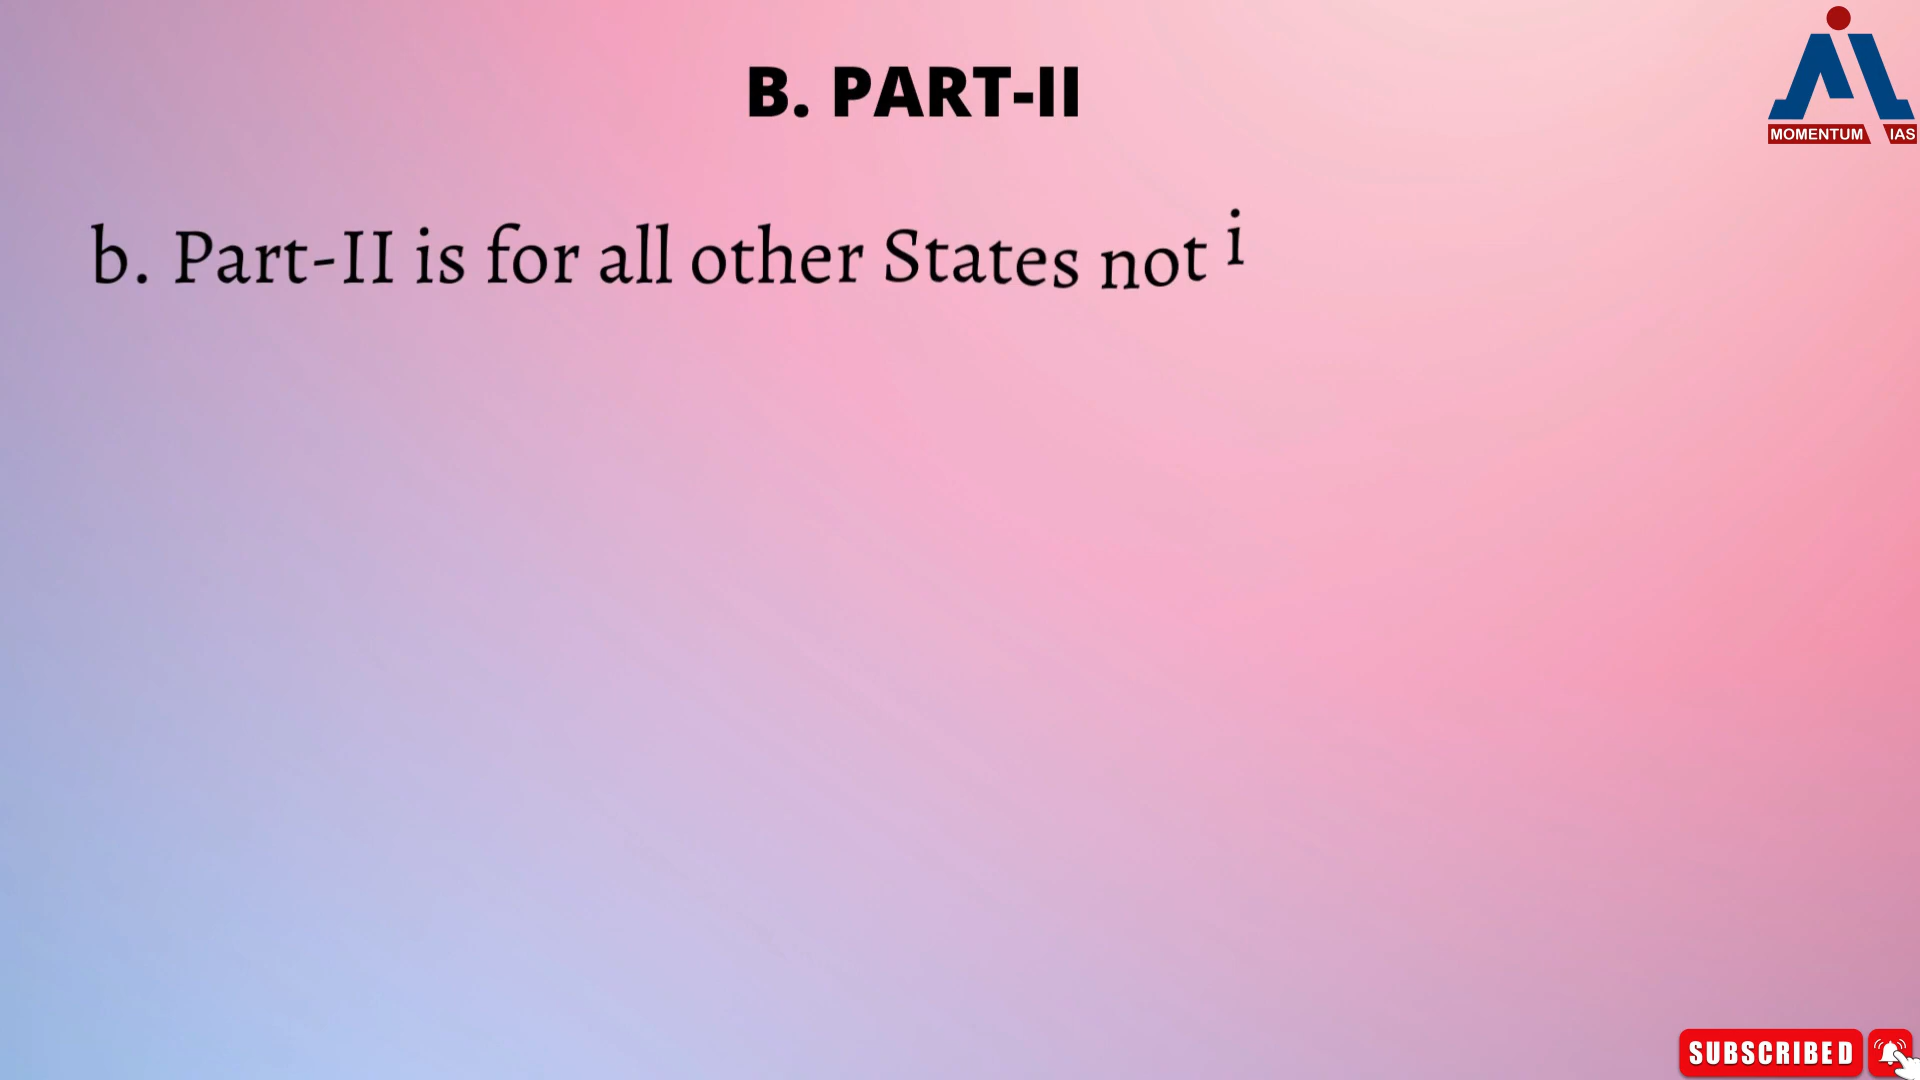 B. PART-II
MOMENTUM IAS
b. Part-II is for all other States not i
SUBSCRIBED